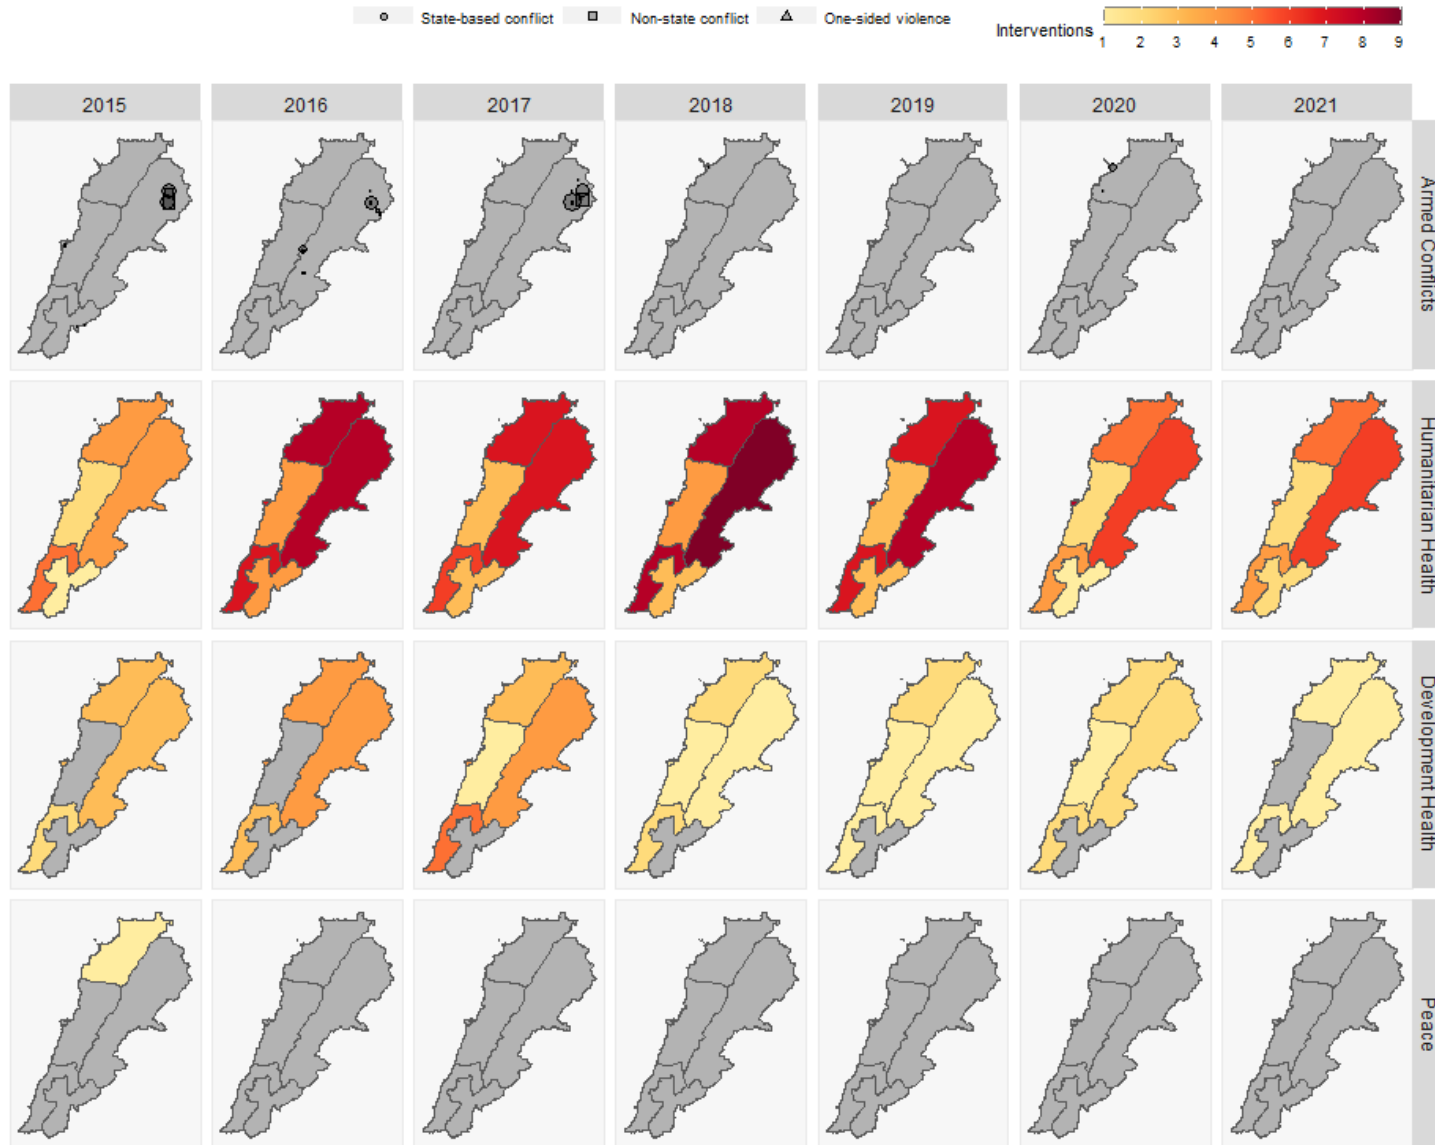 State-based conflict Non-state conflict One-sided violence
Interventions
1 2 3 4 5 6 7 8 9
2015 2016 2017 2018 2019 2020 2021
Armed Conflicts
Humanitarian Health
Development Health
Peace